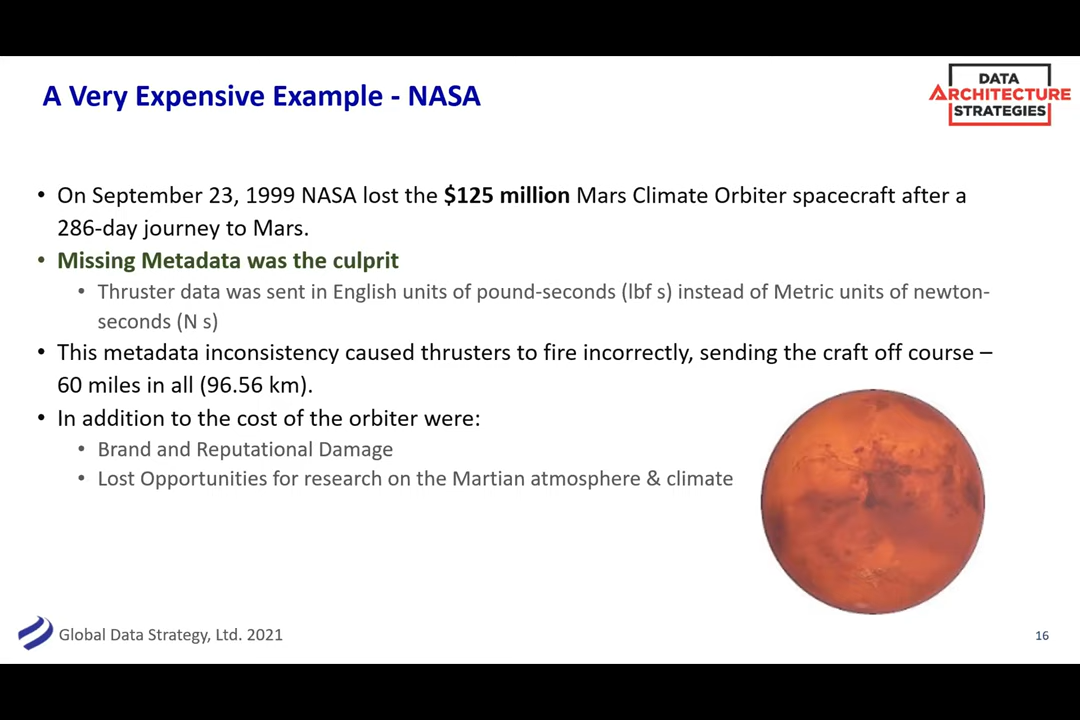 A Very Expensive Example - NASA
DATA
ARCHITECTURE
STRATEGIES
• On September 23, 1999 NASA lost the $125 million Mars Climate Orbiter spacecraft after a
286-day journey to Mars.
• Missing Metadata was the culprit
• Thruster data was sent in English units of pound-seconds (lbf s) instead of Metric units of newton-
seconds (N s)
• This metadata inconsistency caused thrusters to fire incorrectly, sending the craft off course –
60 miles in all (96.56 km).
• In addition to the cost of the orbiter were:
• Brand and Reputational Damage
• Lost Opportunities for research on the Martian atmosphere & climate
Global Data Strategy, Ltd. 2021
16